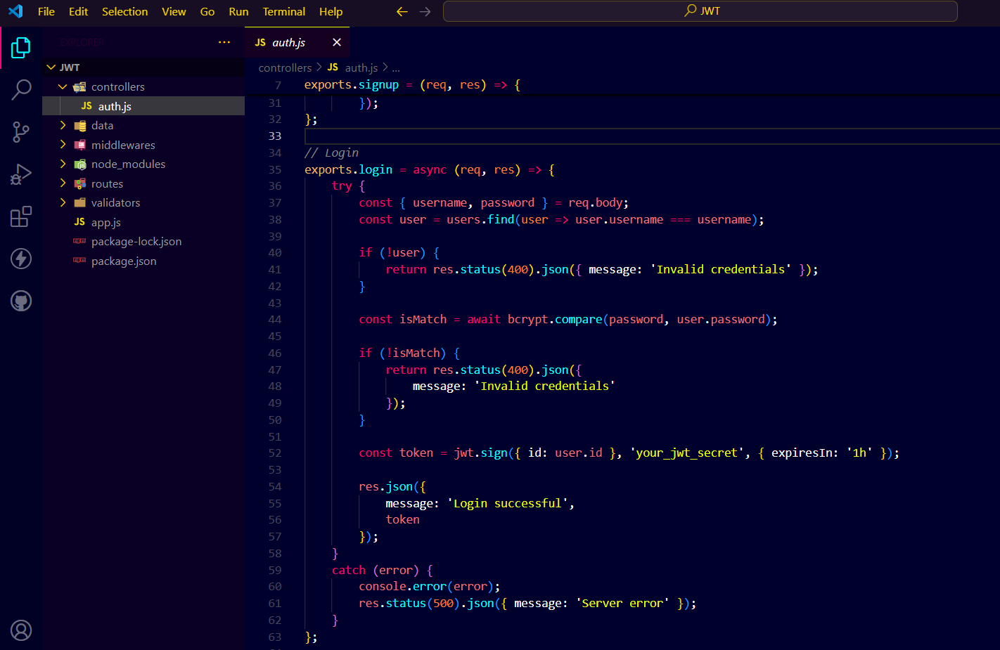 File Edit Selection View Go Run Terminal Help JWT
EXPLORER ...
JS auth.js
JWT
controllers
JS auth.js
data
middlewares
node_modules
routes
validators
JS app.js
package-lock.json
package.json
controllers > JS auth.js > ...
7 exports.signup = (req, res) => {
31 });
32 };
33
34 // Login
35 exports.login = async (req, res) => {
36 try {
37 const { username, password } = req.body;
38 const user = users.find(user => user.username === username);
39
40 if (!user) {
41 return res.status(400).json({ message: 'Invalid credentials' });
42 }
43
44 const isMatch = await bcrypt.compare(password, user.password);
45
46 if (!isMatch) {
47 return res.status(400).json({
48 message: 'Invalid credentials'
49 });
50 }
51
52 const token = jwt.sign({ id: user.id }, 'your_jwt_secret', { expiresIn: '1h' });
53
54 res.json({
55 message: 'Login successful',
56 token
57 });
58 }
59 catch (error) {
60 console.error(error);
61 res.status(500).json({ message: 'Server error' });
62 }
63 };